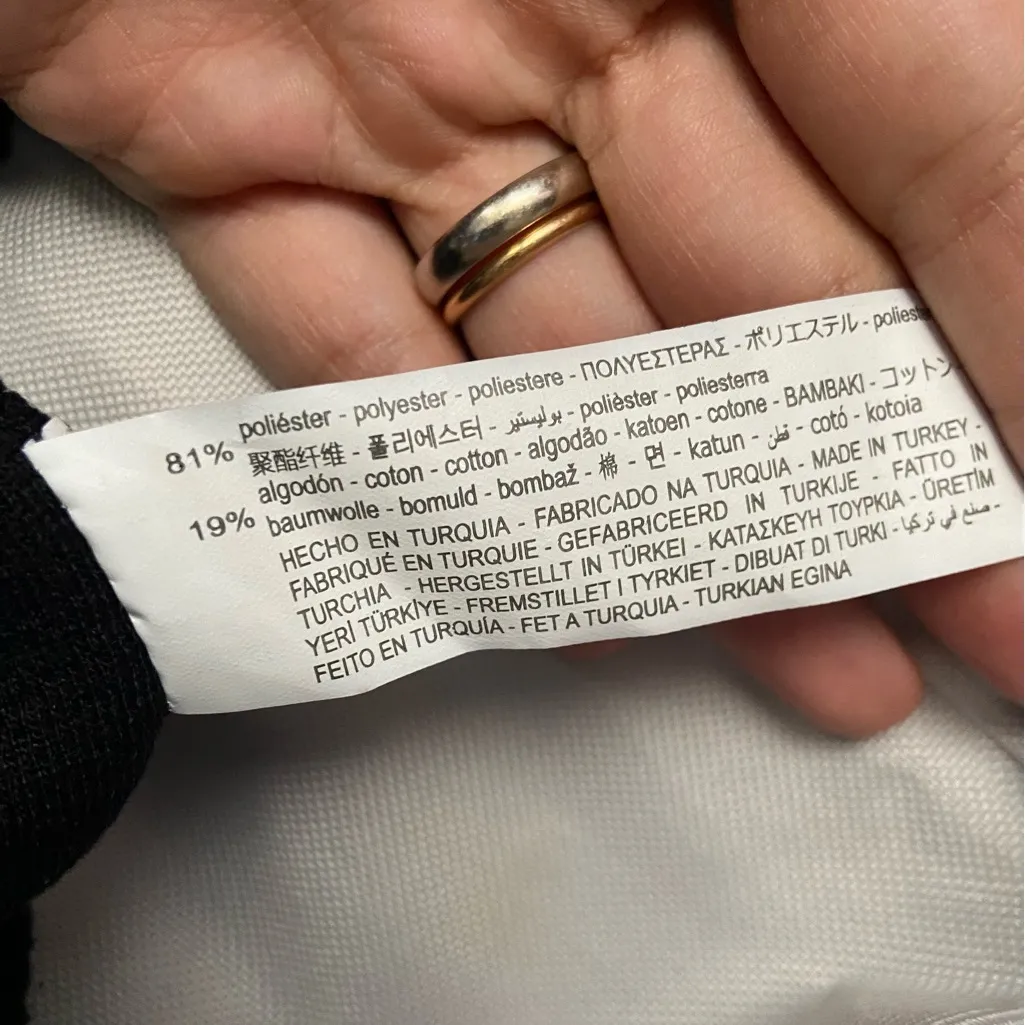 81% poliéster - polyester - poliestere - ΠΟΛΥΕΣΤΕΡΑΣ - ポリエステル -
聚酯纤维 - 폴리에스터 - بوليستير - polièster - poliesterra
19% algodón - coton - cotton - algodão - katoen - cotone - BAMBAKI - コットン
baumwolle - bomuld - bombaž - 棉 - 면 - katun - قطن - cotó - kotoia
HECHO EN TURQUIA - FABRICADO NA TURQUIA - MADE IN TURKEY -
FABRIQUÉ EN TURQUIE - GEFABRICEERD IN TURKIJE - FATTO IN
TURCHIA - HERGESTELLT IN TÜRKEI - ΚΑΤΑΣΚΕΥΗ ΤΟΥΡΚΙΑ - ÜRETİM
YERİ TÜRKİYE - FREMSTILLET I TYRKIET - DIBUAT DI TURKI - صنع في تركيا -
FEITO EN TURQUÍA - FET A TURQUIA - TURKIAN EGINA